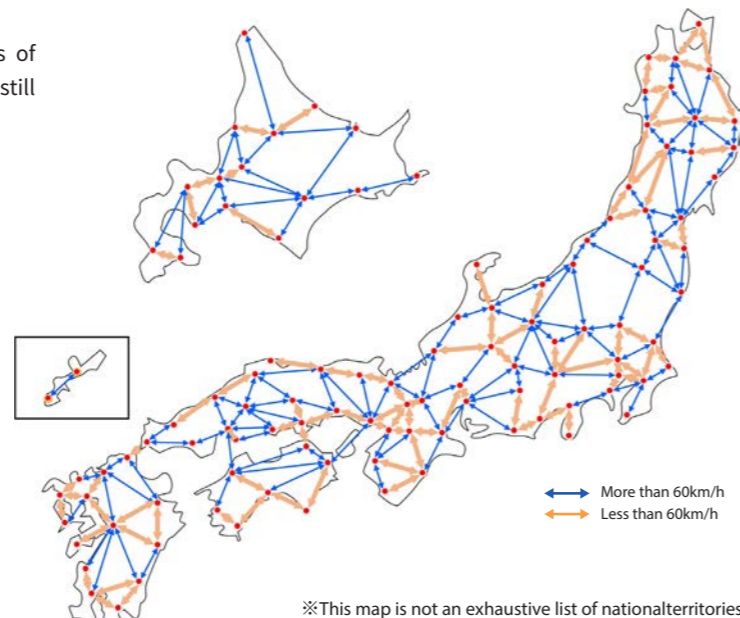 s of
still
More than 60km/h
Less than 60km/h
※This map is not an exhaustive list of nationalterritories